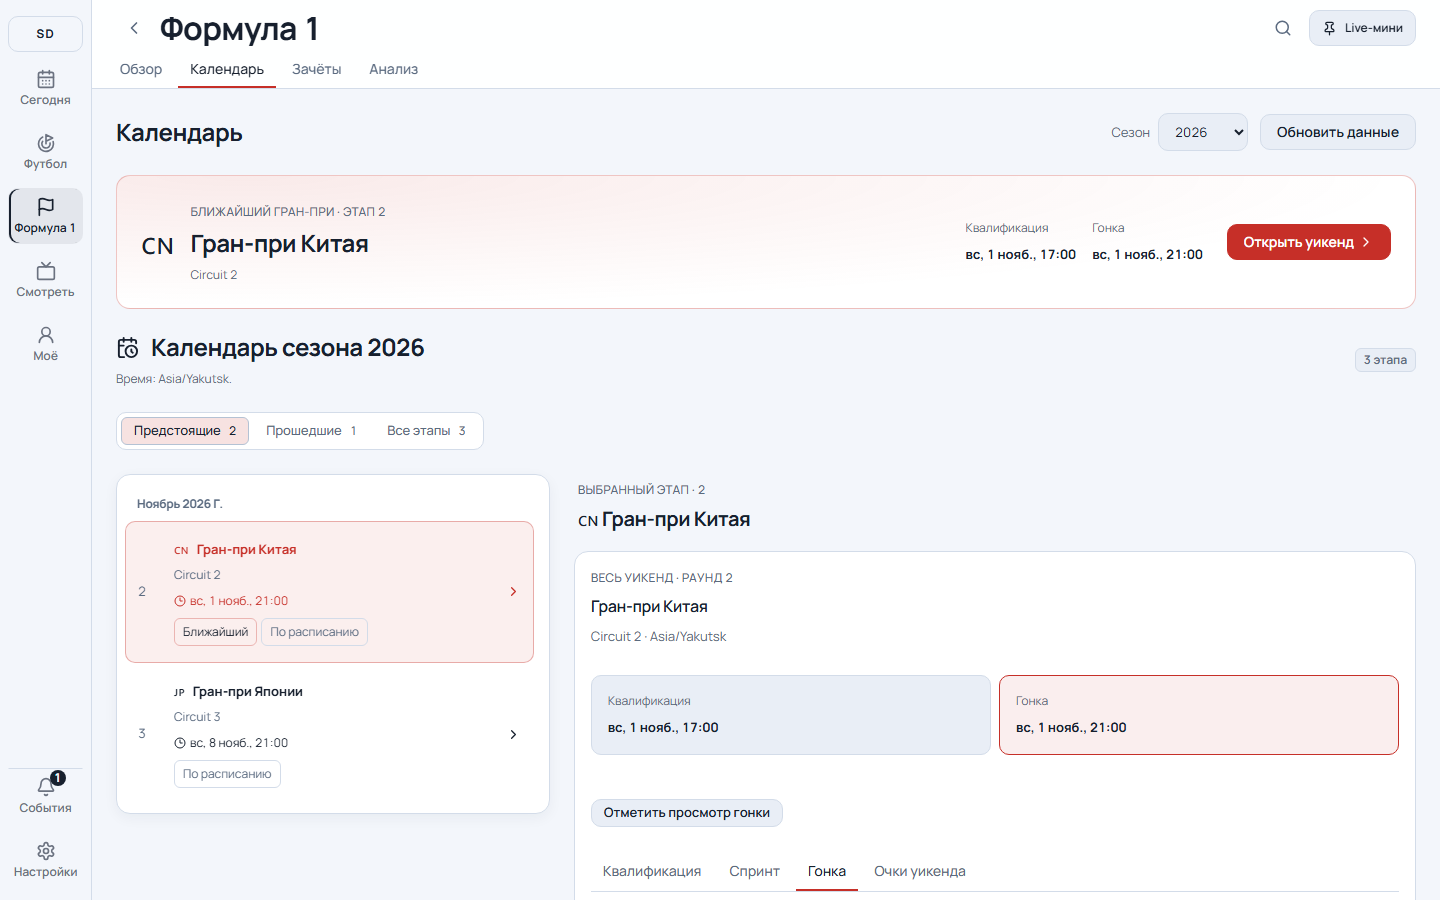 SD
Сегодня
Футбол
Формула 1
Смотреть
Моё
1
События
Настройки
Формула 1
Live-мини
Обзор
Календарь
Зачёты
Анализ
Календарь
Сезон
2026
Обновить данные
БЛИЖАЙШИЙ ГРАН-ПРИ · ЭТАП 2
CN
Гран-при Китая
Circuit 2
Квалификация
вс, 1 нояб., 17:00
Гонка
вс, 1 нояб., 21:00
Открыть уикенд
Календарь сезона 2026
Время: Asia/Yakutsk.
3 этапа
Предстоящие 2
Прошедшие 1
Все этапы 3
Ноябрь 2026 Г.
2
CN Гран-при Китая
Circuit 2
вс, 1 нояб., 21:00
Ближайший
По расписанию
3
JP Гран-при Японии
Circuit 3
вс, 8 нояб., 21:00
По расписанию
ВЫБРАННЫЙ ЭТАП · 2
CN Гран-при Китая
ВЕСЬ УИКЕНД · РАУНД 2
Гран-при Китая
Circuit 2 · Asia/Yakutsk
Квалификация
вс, 1 нояб., 17:00
Гонка
вс, 1 нояб., 21:00
Отметить просмотр гонки
Квалификация
Спринт
Гонка
Очки уикенда